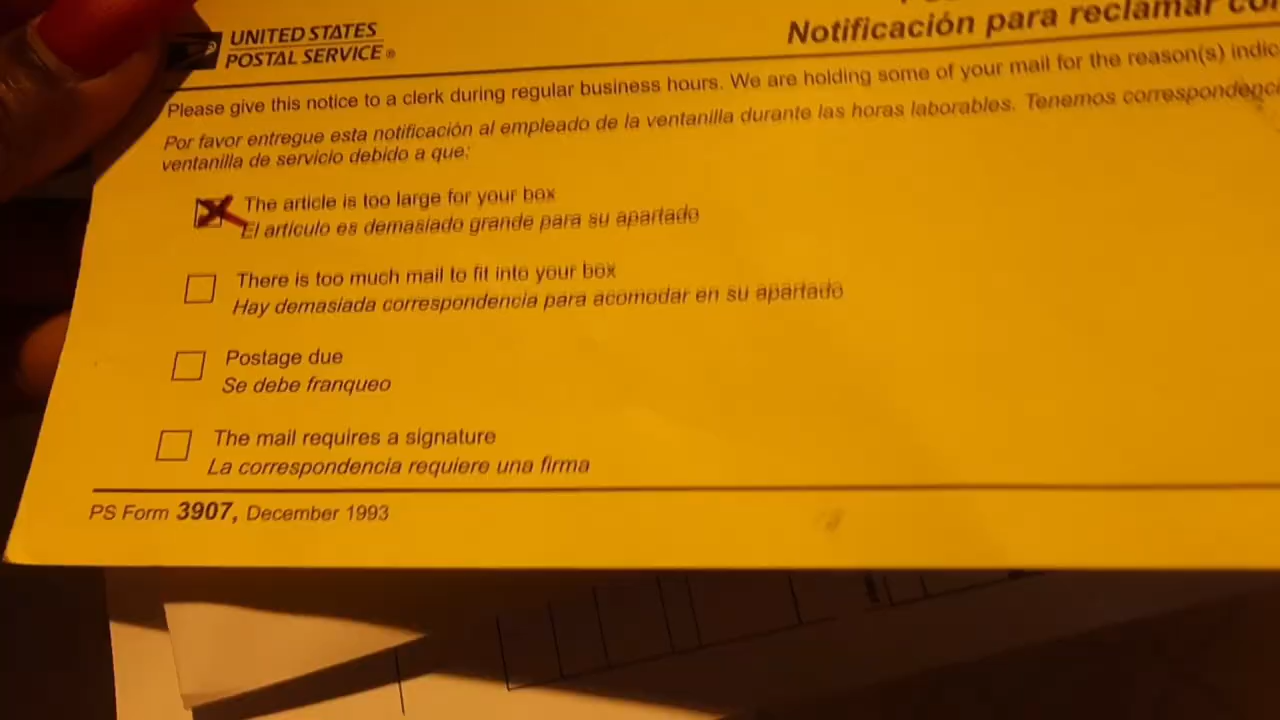 UNITED STATES
POSTAL SERVICE®
Notificación para reclamar
Please give this notice to a clerk during regular business hours. We are holding some of your mail for the reason(s)
Por favor entregue esta notificación al empleado de la ventanilla durante las horas laborables. Tenemos
ventanilla de servicio debido a que:
The article is too large for your box
El artículo es demasiado grande para su apartado
There is too much mail to fit into your box
Hay demasiada correspondencia para acomodar en su apartado
Postage due
Se debe franqueo
The mail requires a signature
La correspondencia requiere una firma
PS Form 3907, December 1993